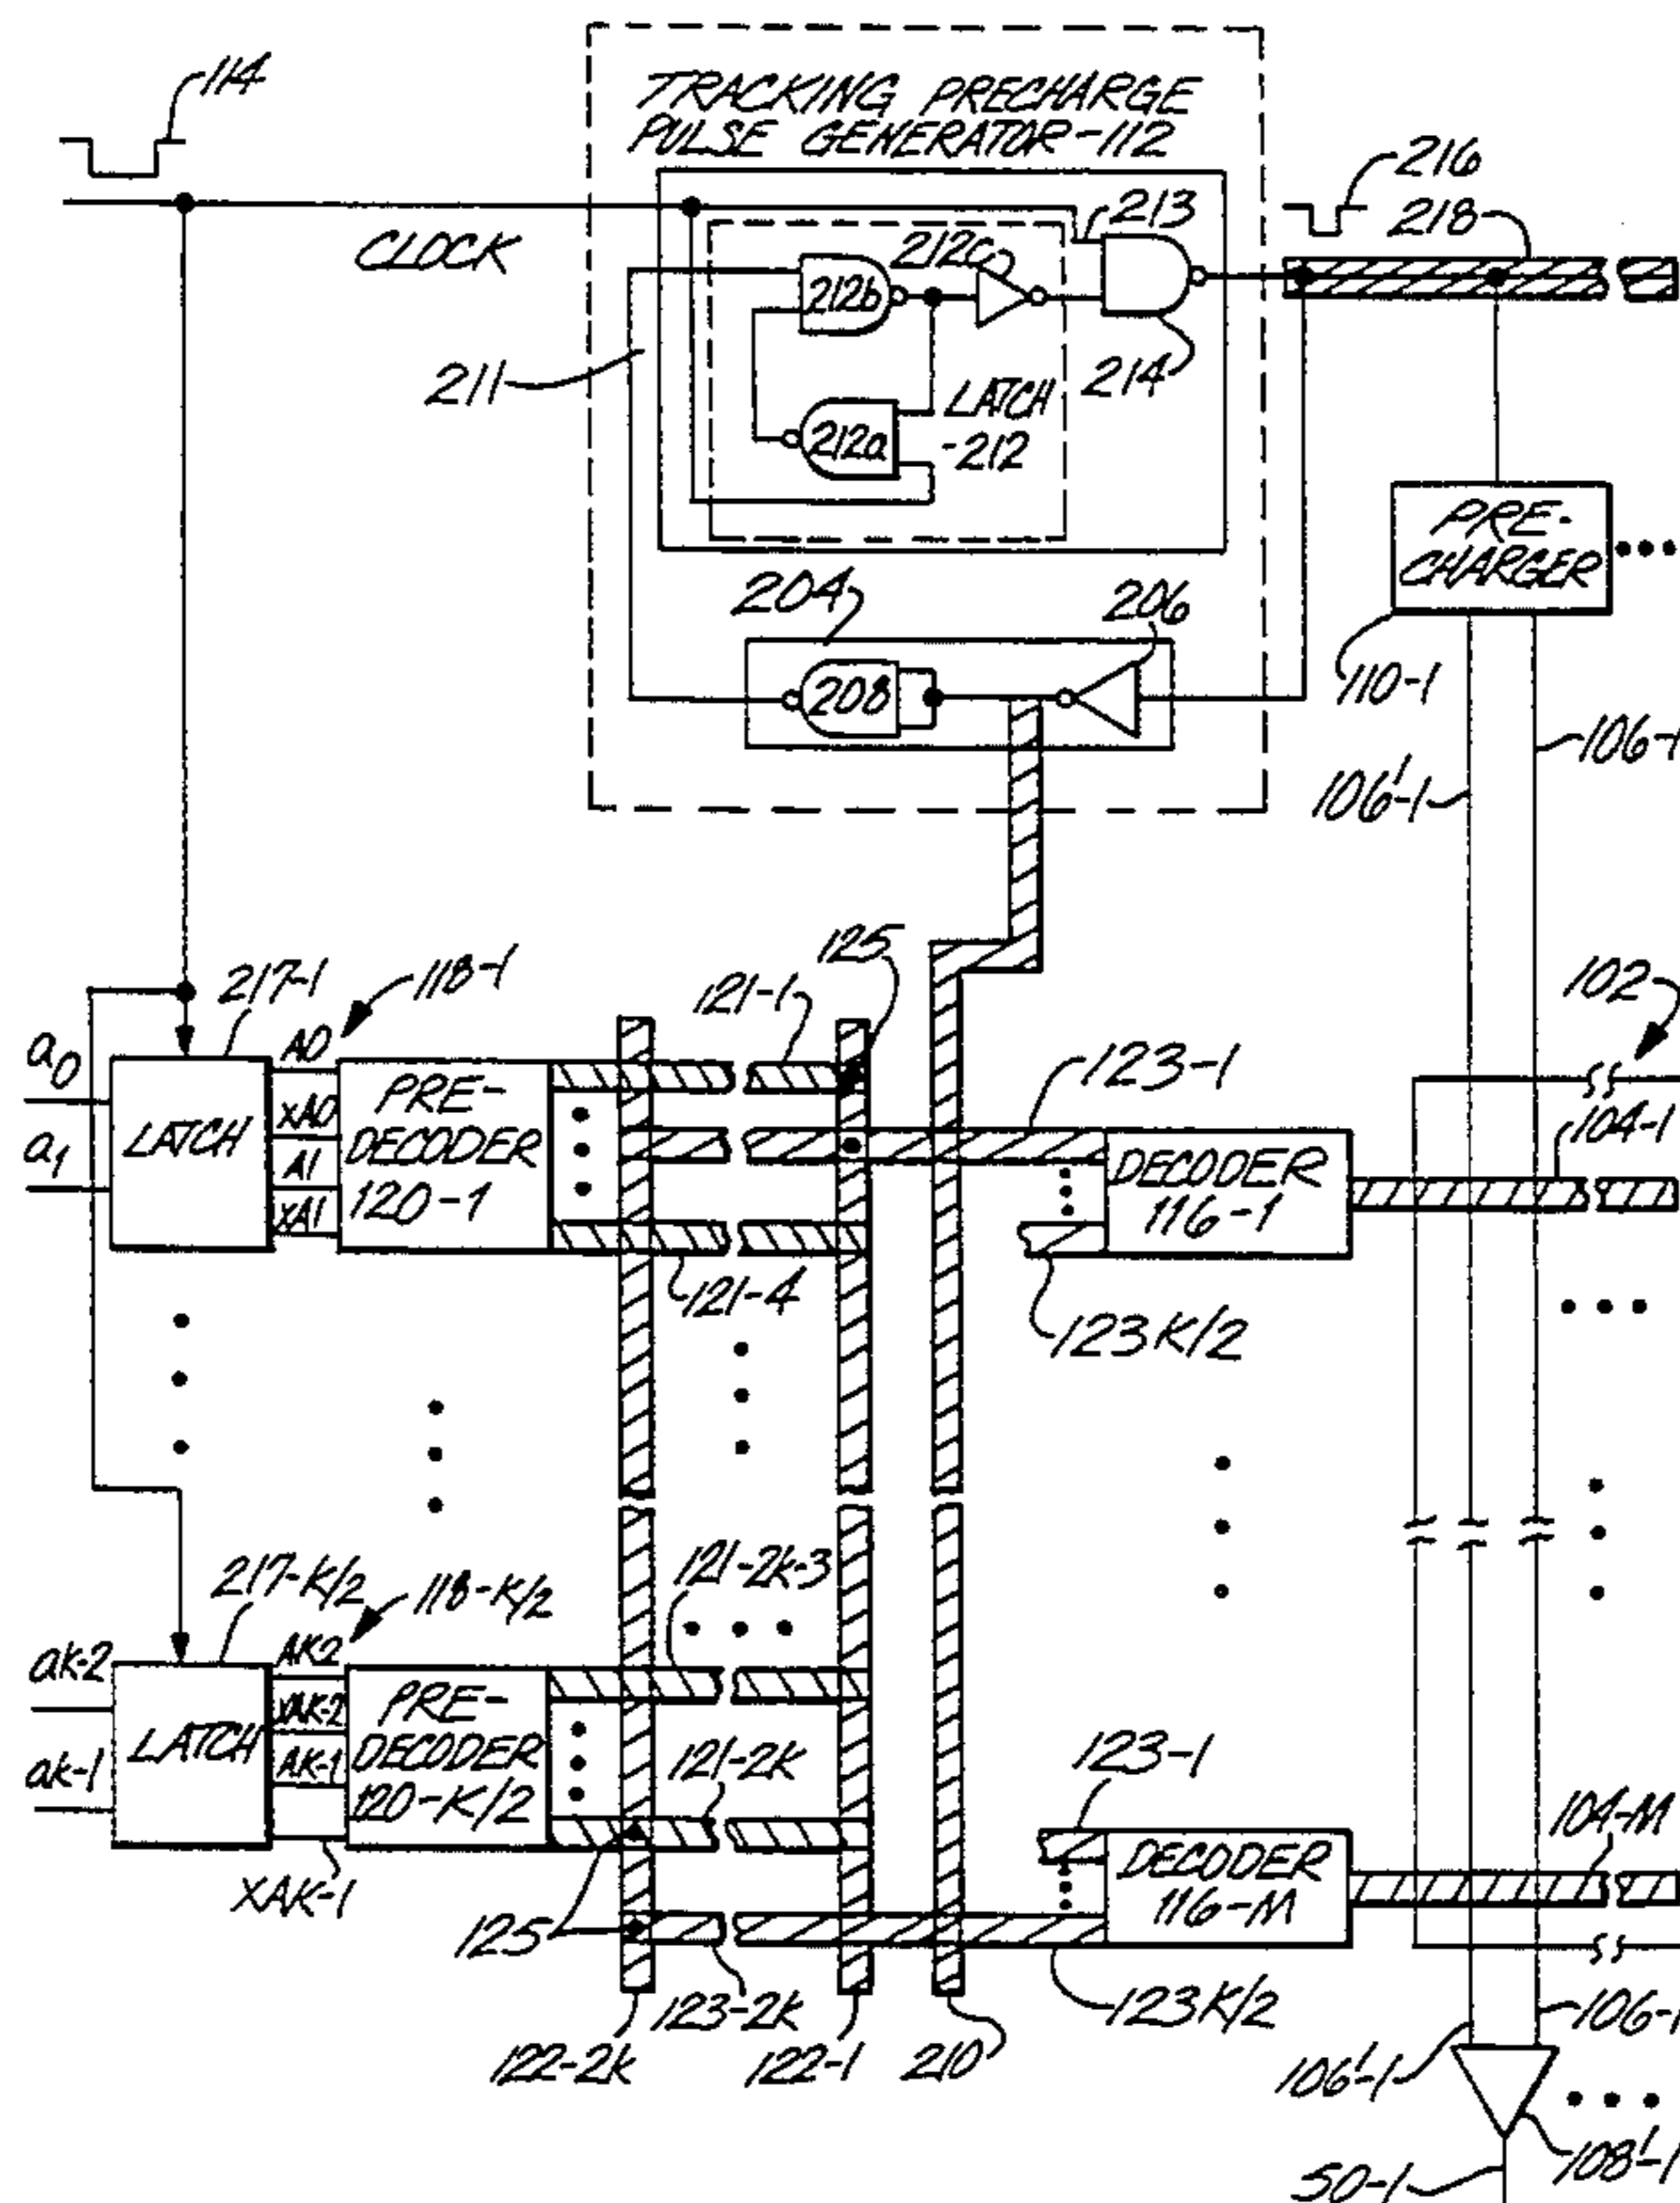 114
TRACKING PRECHARGE
PULSE GENERATOR-112
216
213
218
CLOCK
212c
212b
211
214
LATCH
-212
212a
PRE-
CHARGER
204
206
208
110-1
106-1
106'-1
125
102
217-1
118-1
121-1
a0
A0
123-1
xA0
PRE-
DECODER
120-1
104-1
LATCH
a1
A1
DECODER
116-1
xA1
121-4
123K/2
121-2K-3
217-K/2
118-K/2
ak-2
AK2
xAK-2
PRE-
DECODER
120-K/2
123-1
LATCH
AK-1
121-2K
ak-1
104-M
DECODER
116-M
XAK-1
125
123-2K
123K/2
106-1
122-2K
122-1
210
106'-1
108'-1
50-1